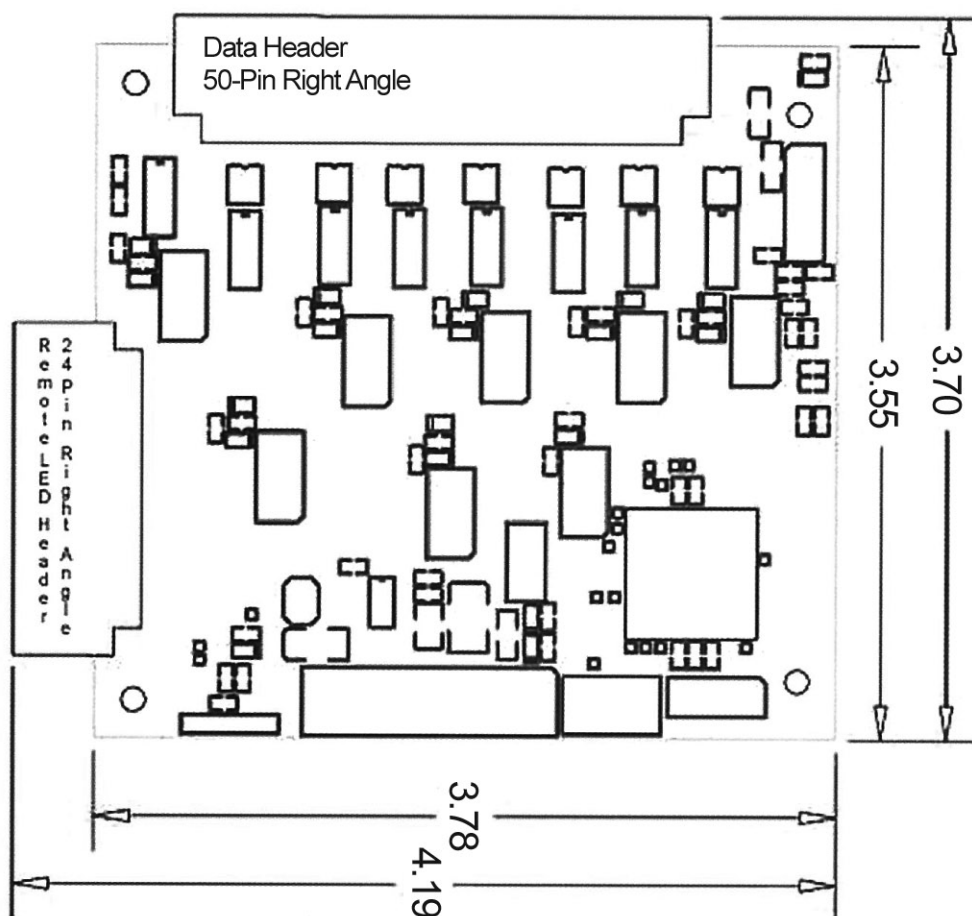 Data Header
50-Pin Right Angle
24 Pin Right Angle
Remote LED Header
3.70
3.55
3.78
4.19